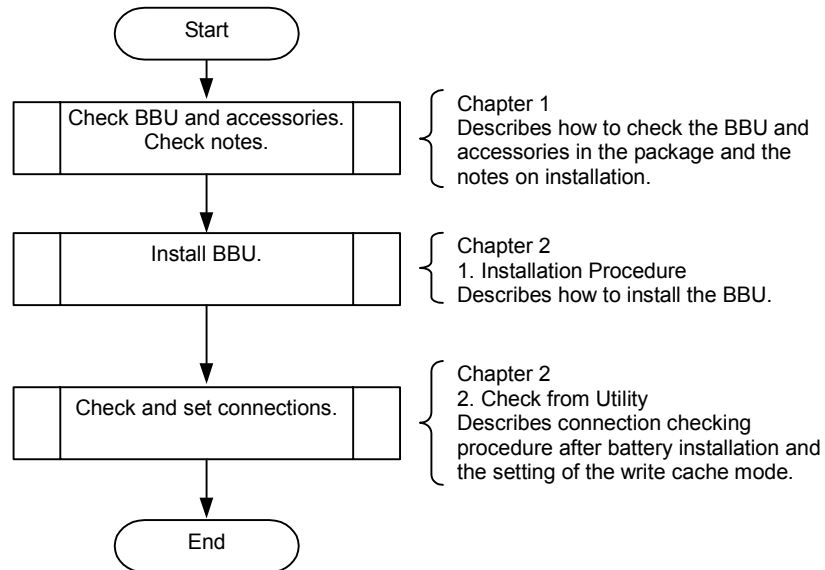 Start
Check BBU and accessories.
Check notes.
Chapter 1
Describes how to check the BBU and
accessories in the package and the
notes on installation.
Install BBU.
Chapter 2
1. Installation Procedure
Describes how to install the BBU.
Check and set connections.
Chapter 2
2. Check from Utility
Describes connection checking
procedure after battery installation and
the setting of the write cache mode.
End